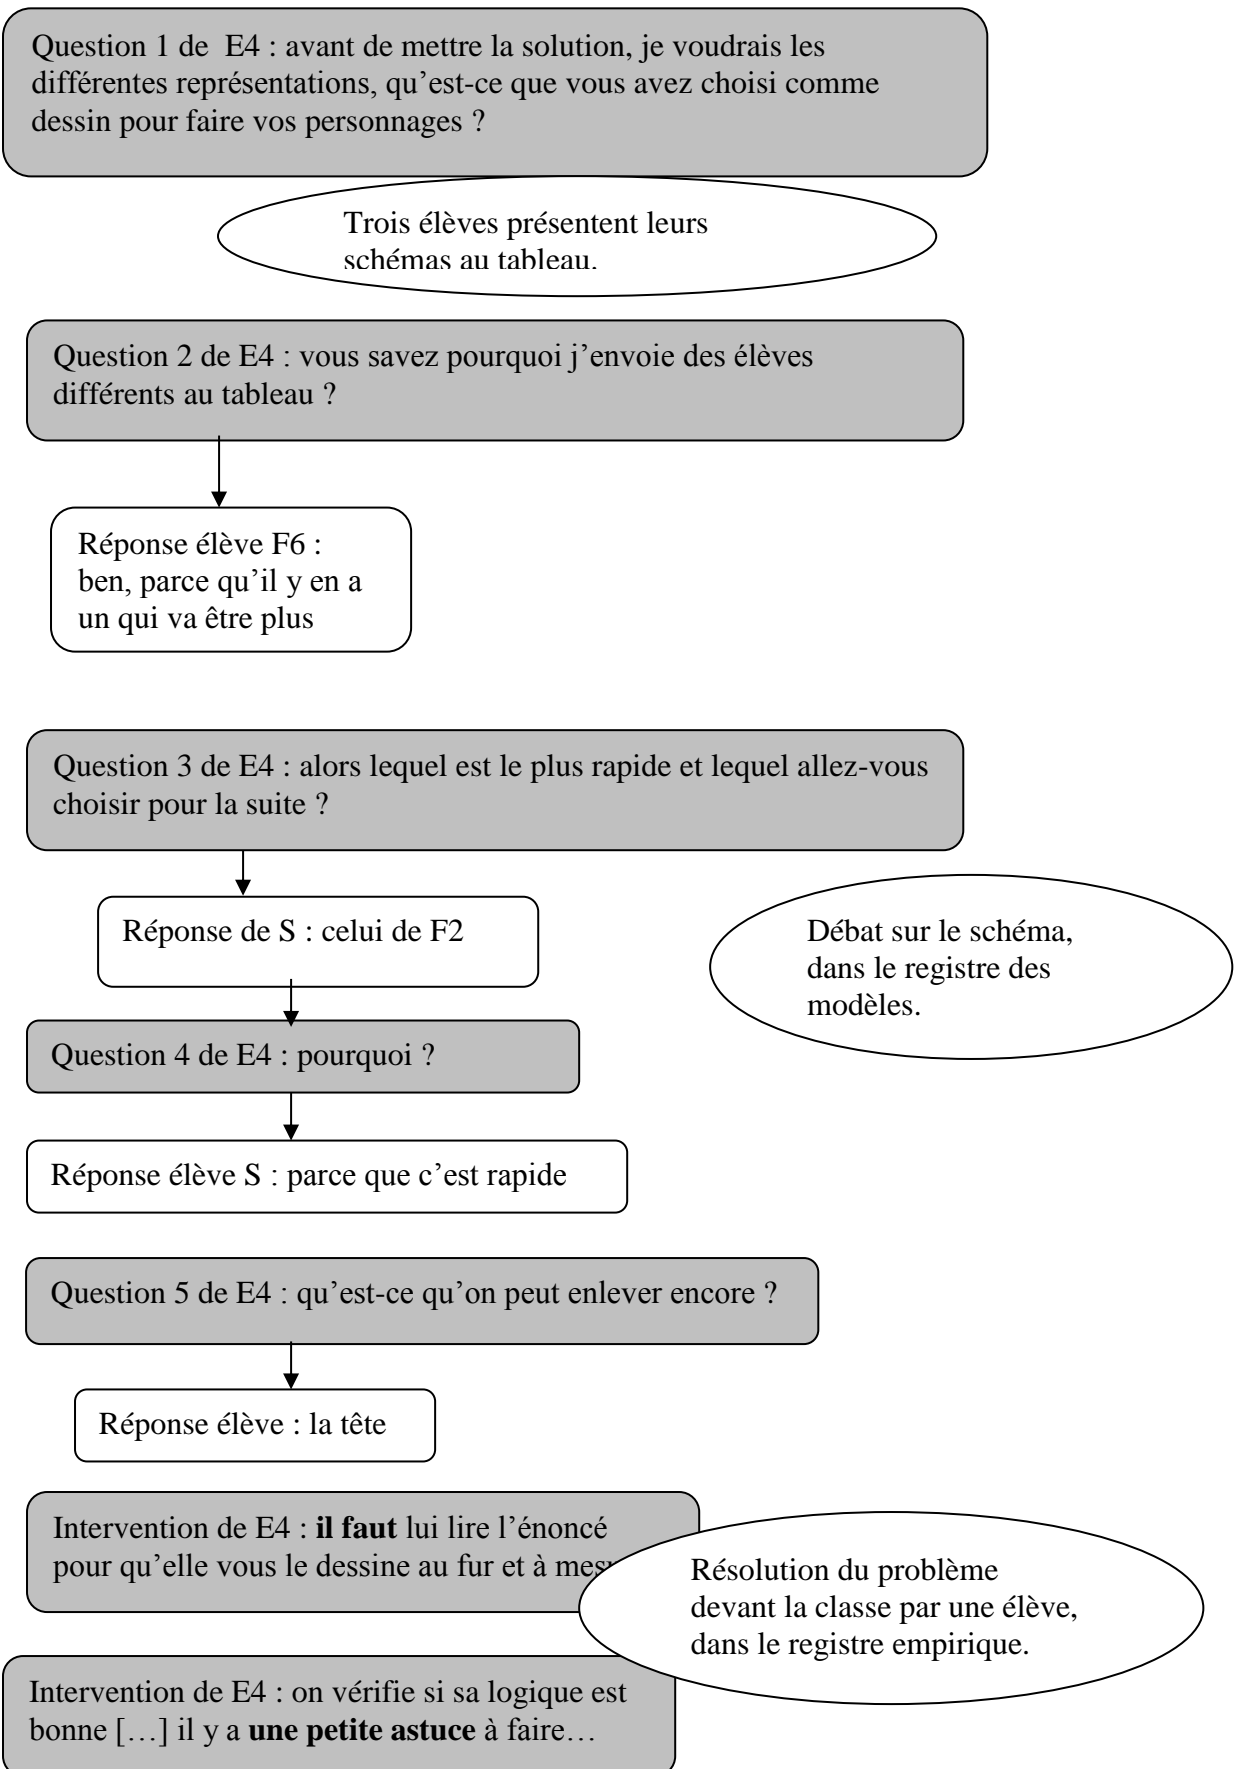 Question 1 de E4 : avant de mettre la solution, je voudrais les
différentes représentations, qu’est-ce que vous avez choisi comme
dessin pour faire vos personnages ?
Trois élèves présentent leurs
schémas au tableau.
Question 2 de E4 : vous savez pourquoi j’envoie des élèves
différents au tableau ?
Réponse élève F6 :
ben, parce qu’il y en a
un qui va être plus
Question 3 de E4 : alors lequel est le plus rapide et lequel allez-vous
choisir pour la suite ?
Réponse de S : celui de F2
Débat sur le schéma,
dans le registre des
modèles.
Question 4 de E4 : pourquoi ?
Réponse élève S : parce que c’est rapide
Question 5 de E4 : qu’est-ce qu’on peut enlever encore ?
Réponse élève : la tête
Intervention de E4 : il faut lui lire l’énoncé
pour qu’elle vous le dessine au fur et à
Résolution du problème
devant la classe par une élève,
dans le registre empirique.
Intervention de E4 : on vérifie si sa logique est
bonne […] il y a une petite astuce à faire…